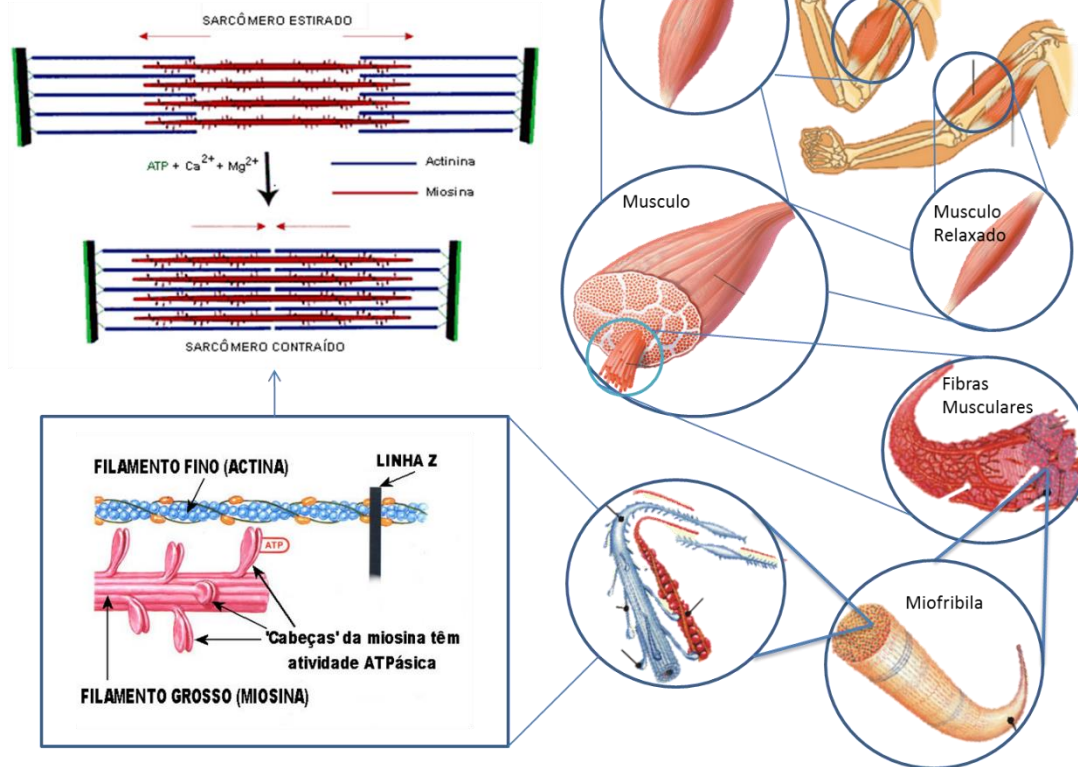 SARCÔMERO ESTIRADO
ATP + Ca2+ + Mg2+
Actinina
Miosina
SARCÔMERO CONTRAÍDO
Musculo
Musculo
Relaxado
Fibras
Musculares
FILAMENTO FINO (ACTINA)
LINHA Z
ATP
'Cabeças' da miosina têm
atividade ATPásica
FILAMENTO GROSSO (MIOSINA)
Miofribila